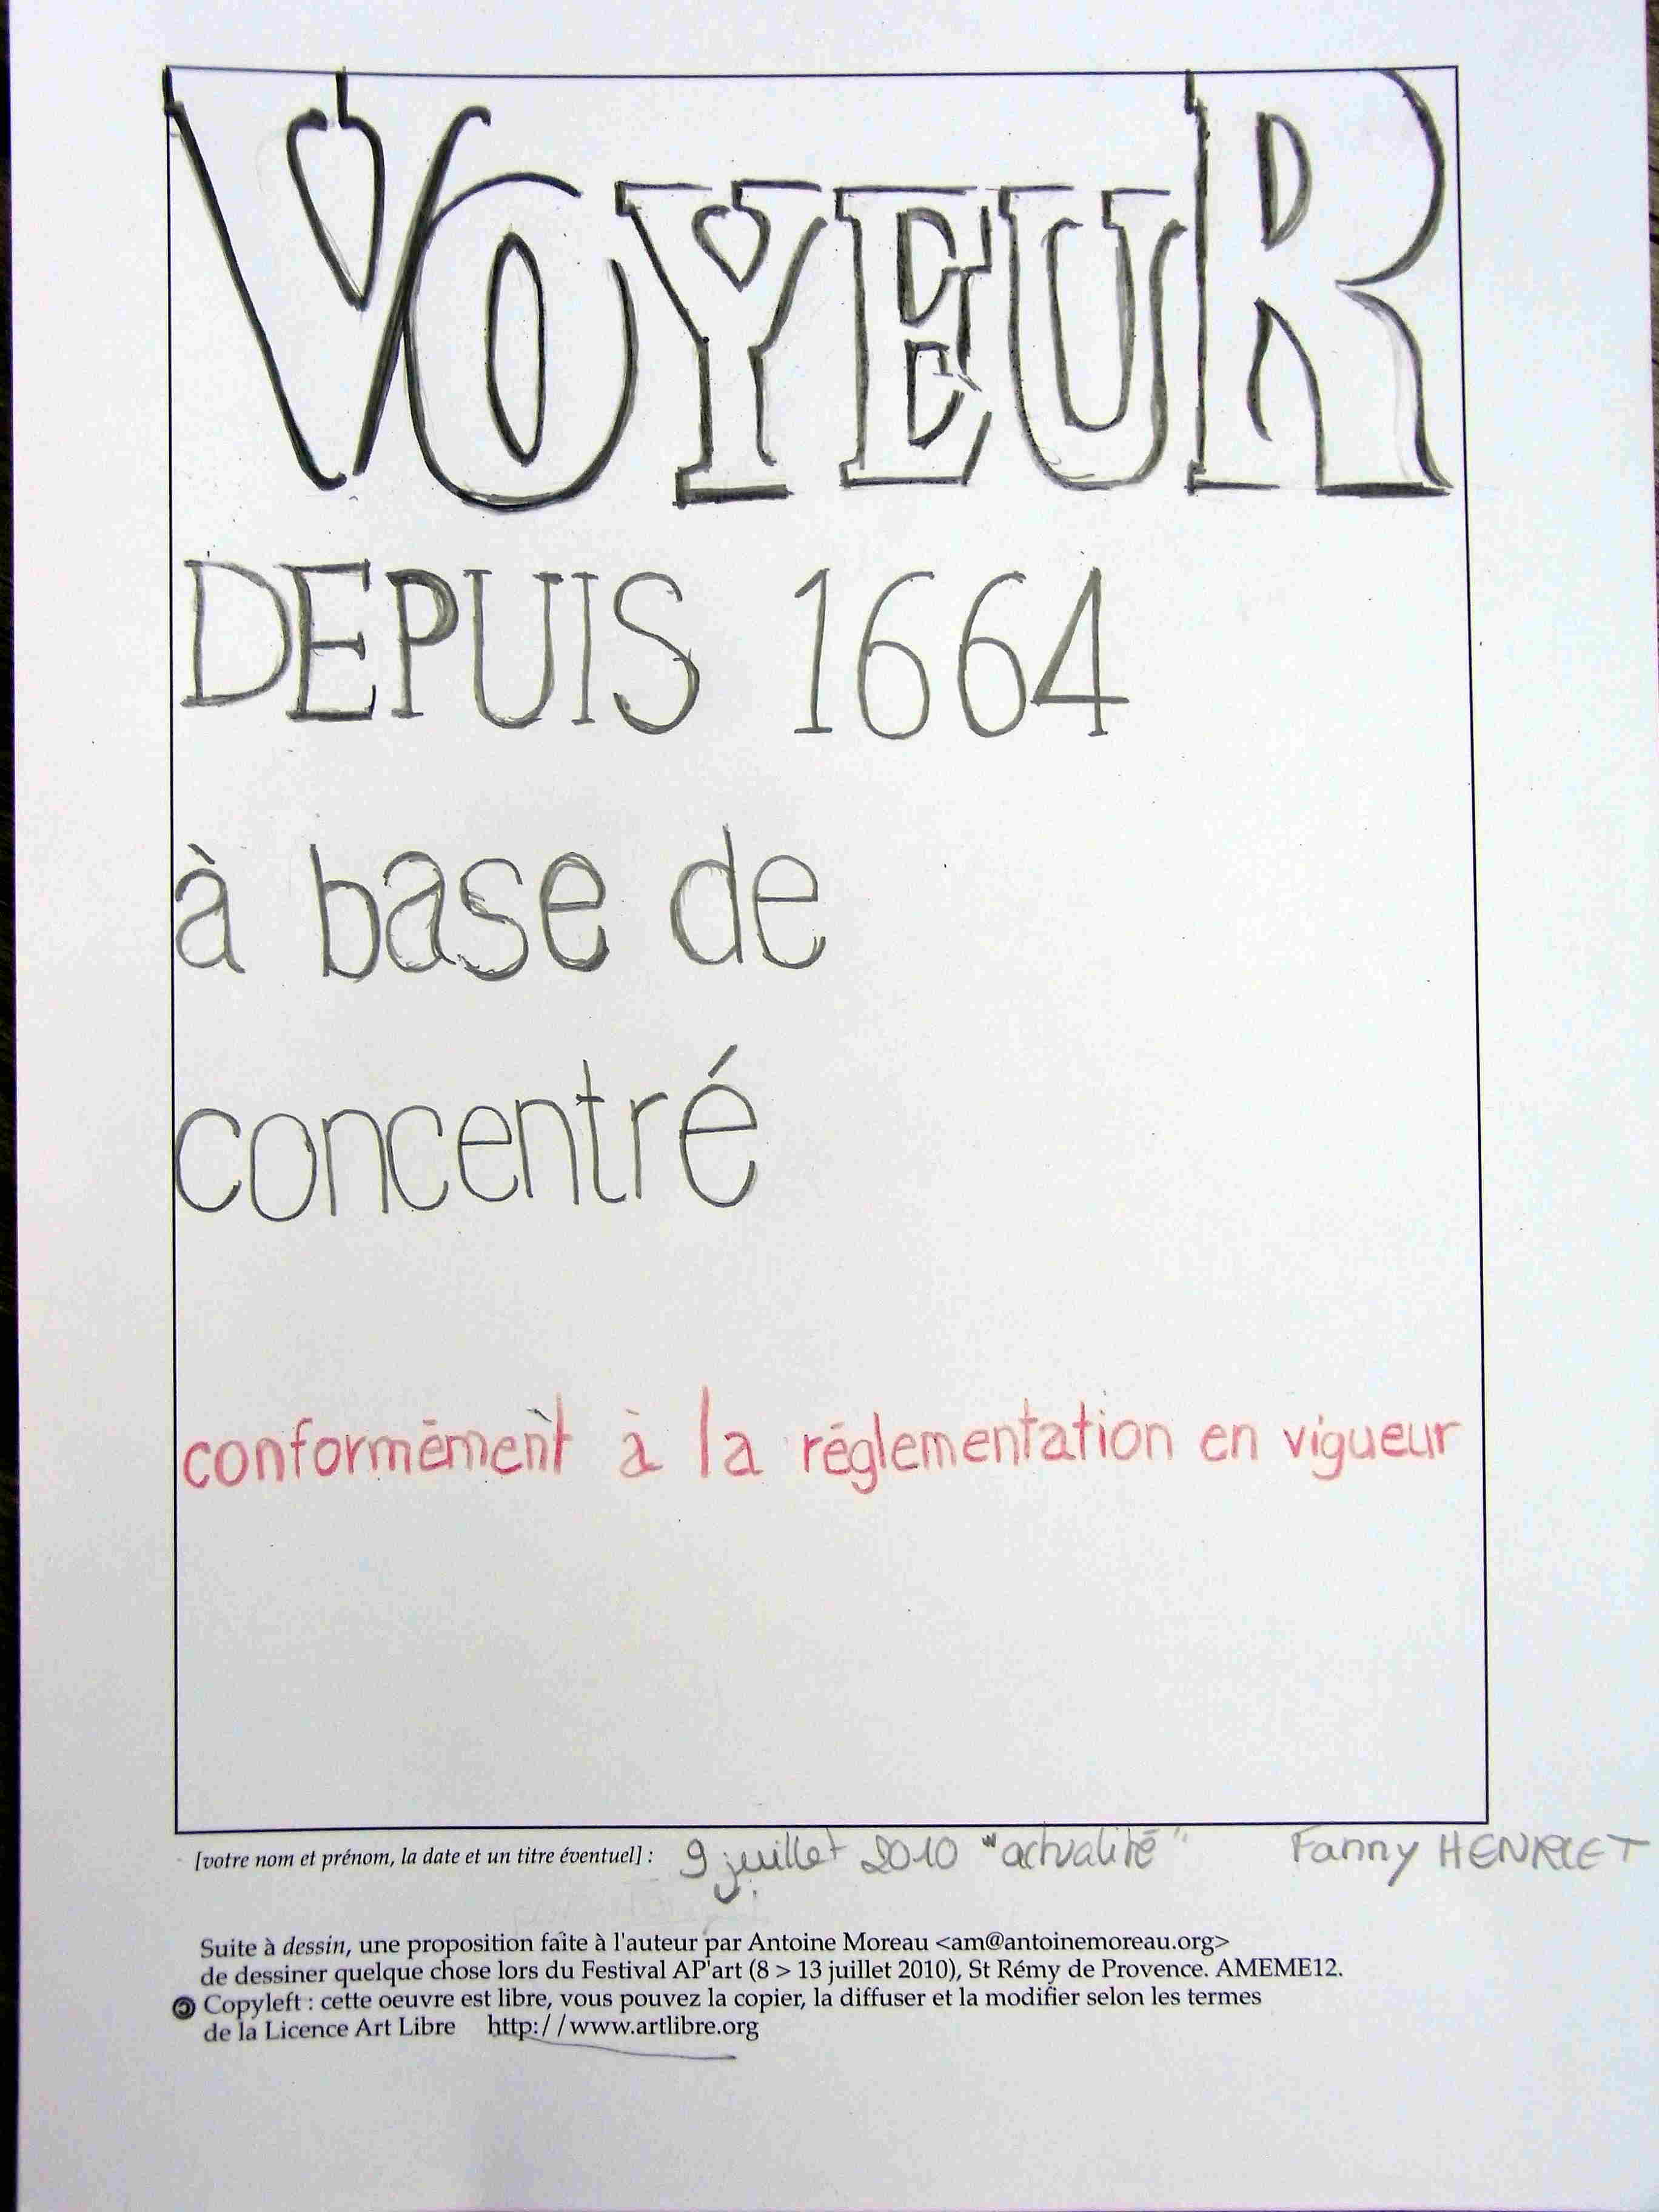 VOYEUR
DEPUIS 1664
à base de
concentré
conformément à la réglementation en vigueur
[votre nom et prénom, la date et un titre éventuel] : 9 juillet 2010 "actualité" Fanny HENRIET
Suite à dessin, une proposition faite à l'auteur par Antoine Moreau <am@antoinemoreau.org>
de dessiner quelque chose lors du Festival AP'art (8 > 13 juillet 2010), St Rémy de Provence. AMEME12.
Copyleft : cette oeuvre est libre, vous pouvez la copier, la diffuser et la modifier selon les termes
de la Licence Art Libre http://www.artlibre.org